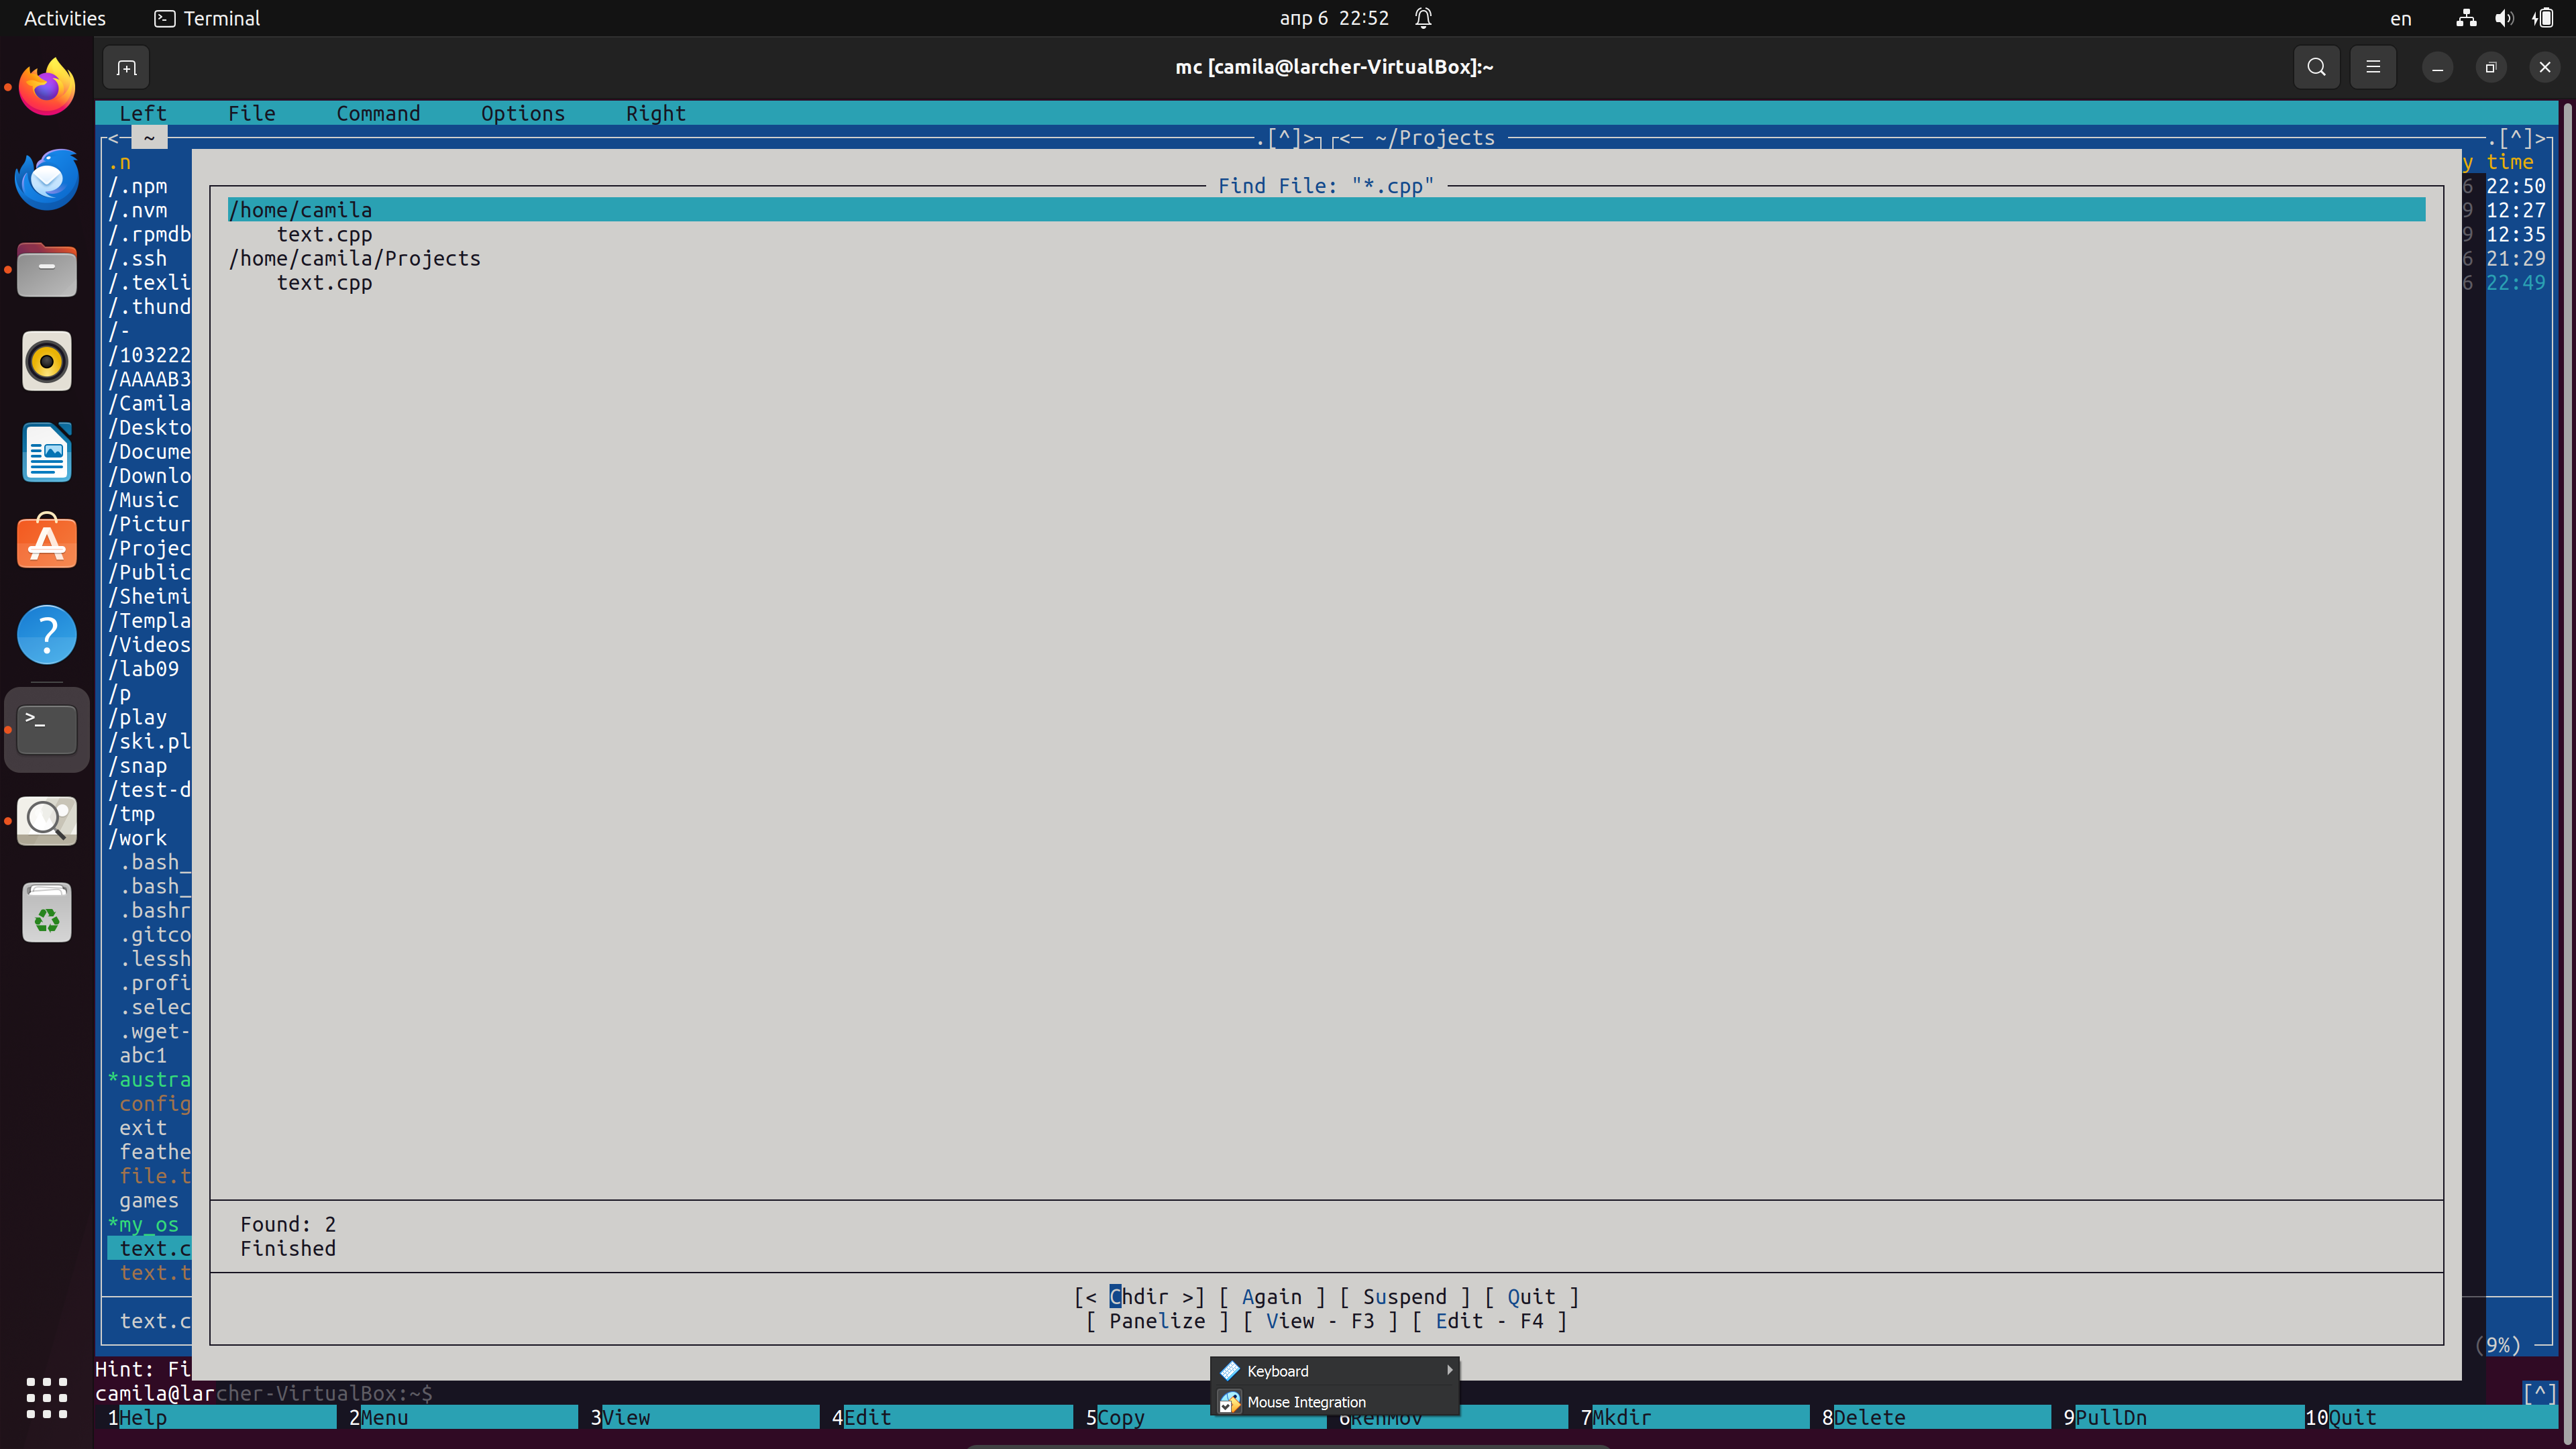 Activities Terminal апр 6 22:52 en
mc [camila@larcher-VirtualBox]:~
Left File Command Options Right
<─ ~ .[^]> <─ ~/Projects .[^]>
.n y time
Find File: "*.cpp"
/.npm 6 22:50
/.nvm /home/camila 9 12:27
/.rpmdb text.cpp 9 12:35
/.ssh /home/camila/Projects 6 21:29
/.texli text.cpp 6 22:49
/.thund
/-
/103222
/AAAAB3
/Camila
/Deskto
/Docume
/Downlo
/Music
/Pictur
/Projec
/Public
/Sheimi
/Templa
/Videos
/lab09
/p
/play
/ski.pl
/snap
/test-d
/tmp
/work
.bash_
.bash_
.bashr
.gitco
.lessh
.profi
.selec
.wget-
abc1
*austra
config
exit
feathe
file.t
games
*my_os Found: 2
text.c Finished
text.t
[< Chdir >] [ Again ] [ Suspend ] [ Quit ]
text.c [ Panelize ] [ View - F3 ] [ Edit - F4 ]
(9%)
Hint: Fi
Keyboard
camila@larcher-VirtualBox:~$ [^]
Mouse Integration
1Help 2Menu 3View 4Edit 5Copy 6RenMov 7Mkdir 8Delete 9PullDn 10Quit